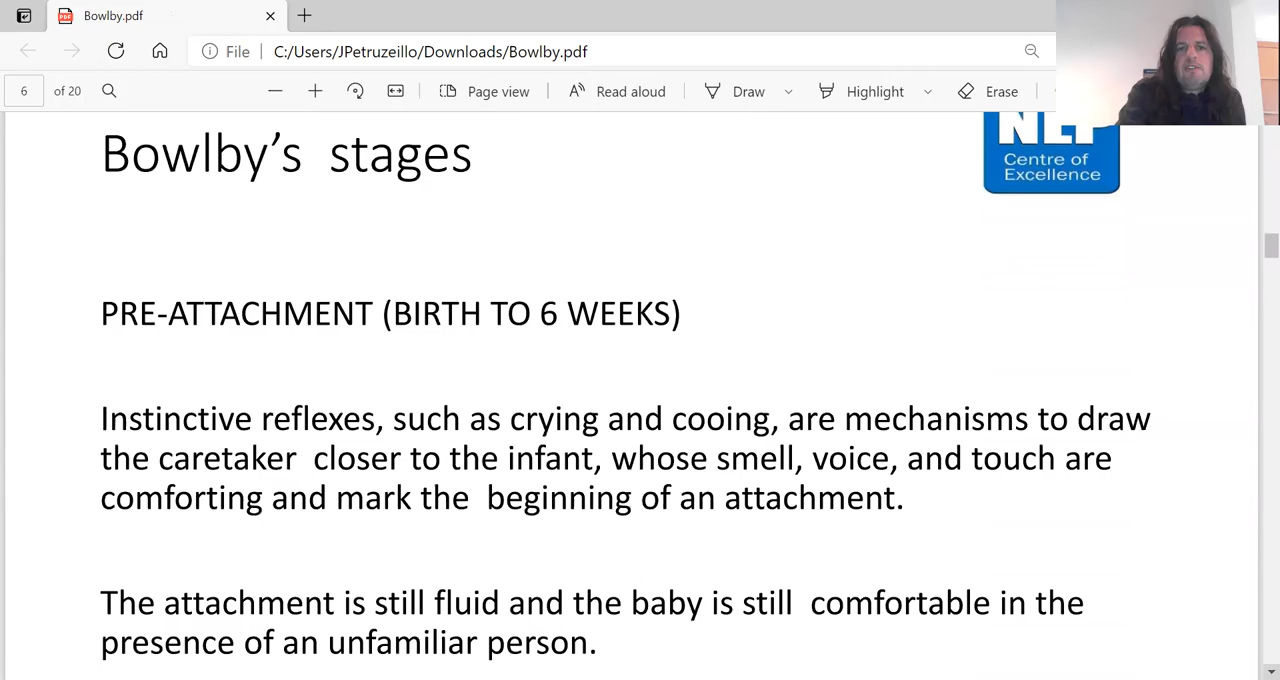 Bowlby.pdf
File
C:/Users/JPetruzeillo/Downloads/Bowlby.pdf
6 of 20
Page view
Read aloud
Draw
Highlight
Erase
Bowlby's stages
Centre of
Excellence
PRE-ATTACHMENT (BIRTH TO 6 WEEKS)
Instinctive reflexes, such as crying and cooing, are mechanisms to draw
the caretaker closer to the infant, whose smell, voice, and touch are
comforting and mark the beginning of an attachment.
The attachment is still fluid and the baby is still comfortable in the
presence of an unfamiliar person.